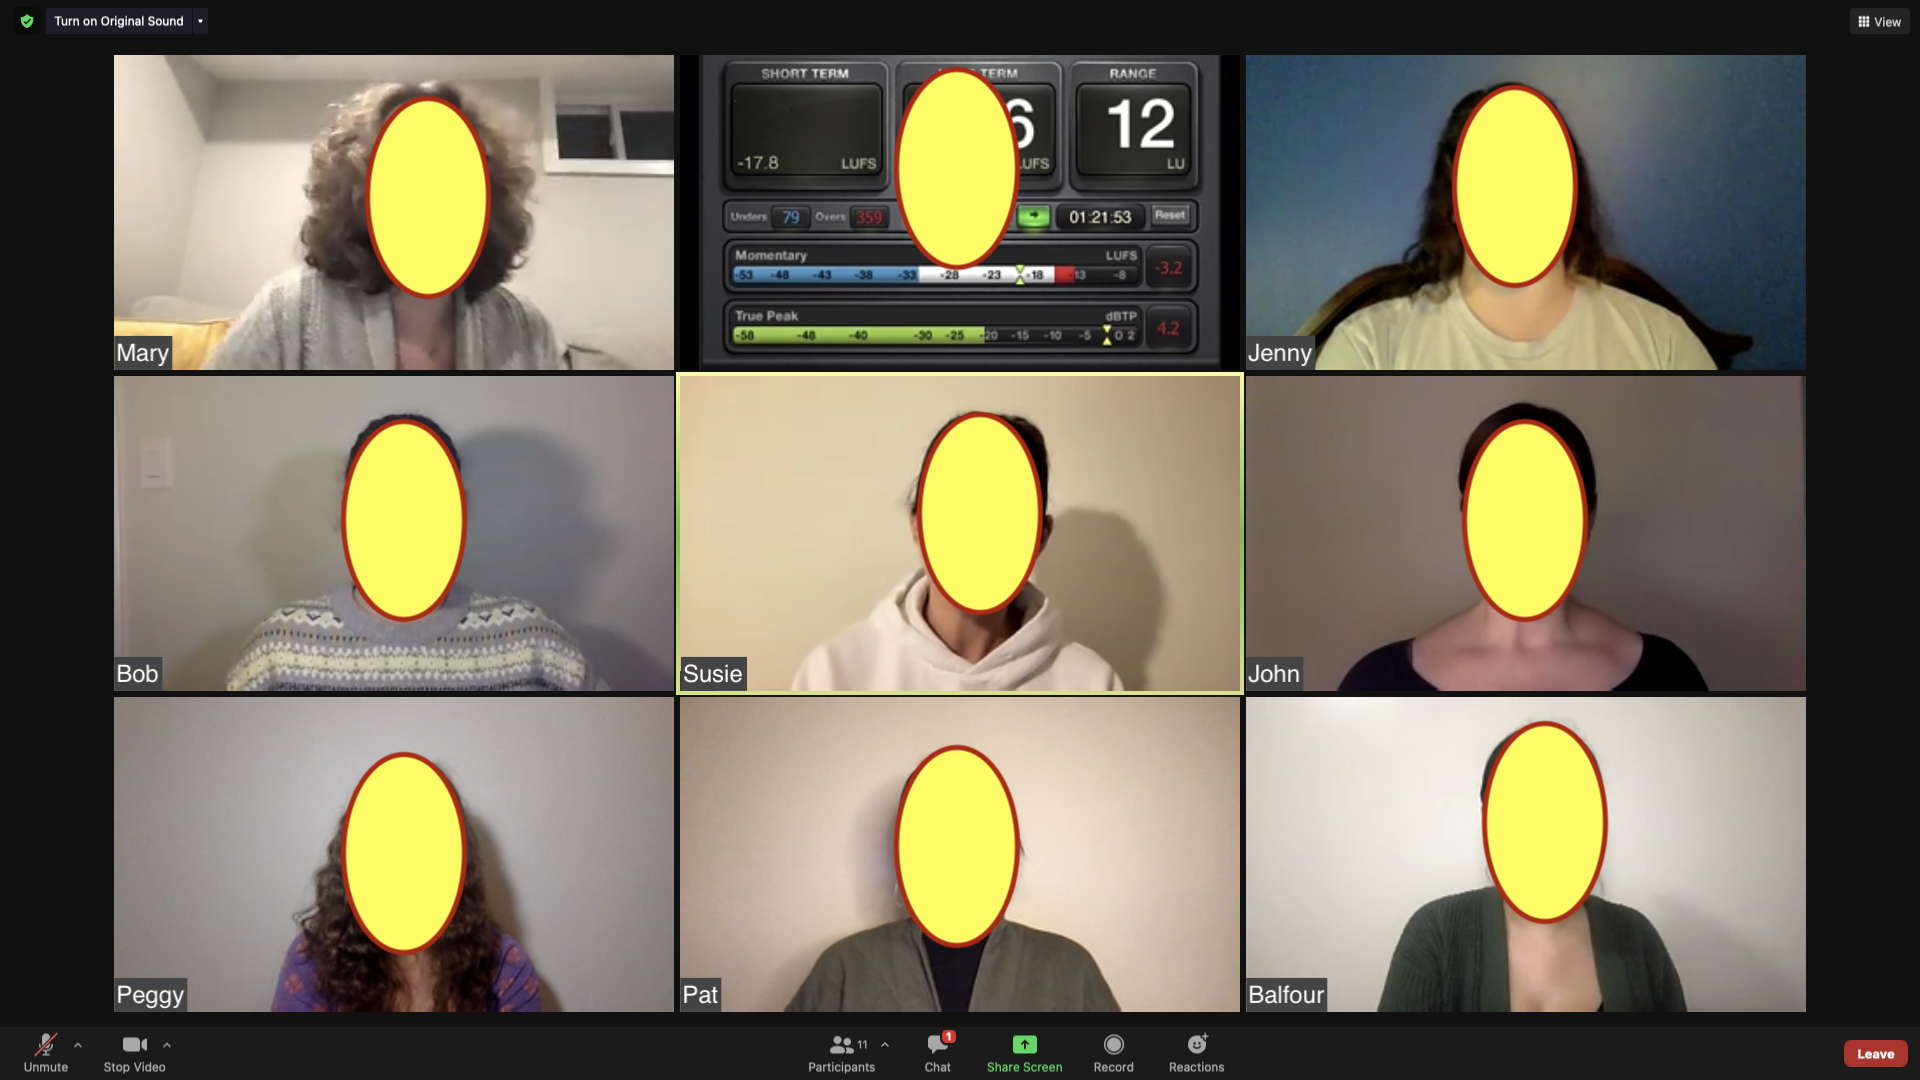 Turn on Original Sound
View
SHORT TERM
TERM
RANGE
6
12
-17.8
LUFS
UFS
LU
Unders 79 Overs 359
01:21:53 Reset
Momentary
LUFS
-53 -48 -43 -38 -33 -28 -23 -18 -13 -8
-3.2
True Peak
dBTP
-58 -48 -40 -30 -25 -20 -15 -10 -5 0 2
4.2
Mary
Jenny
Bob
Susie
John
Peggy
Pat
Balfour
Unmute
Stop Video
Participants 11
Chat 1
Share Screen
Record
Reactions
Leave